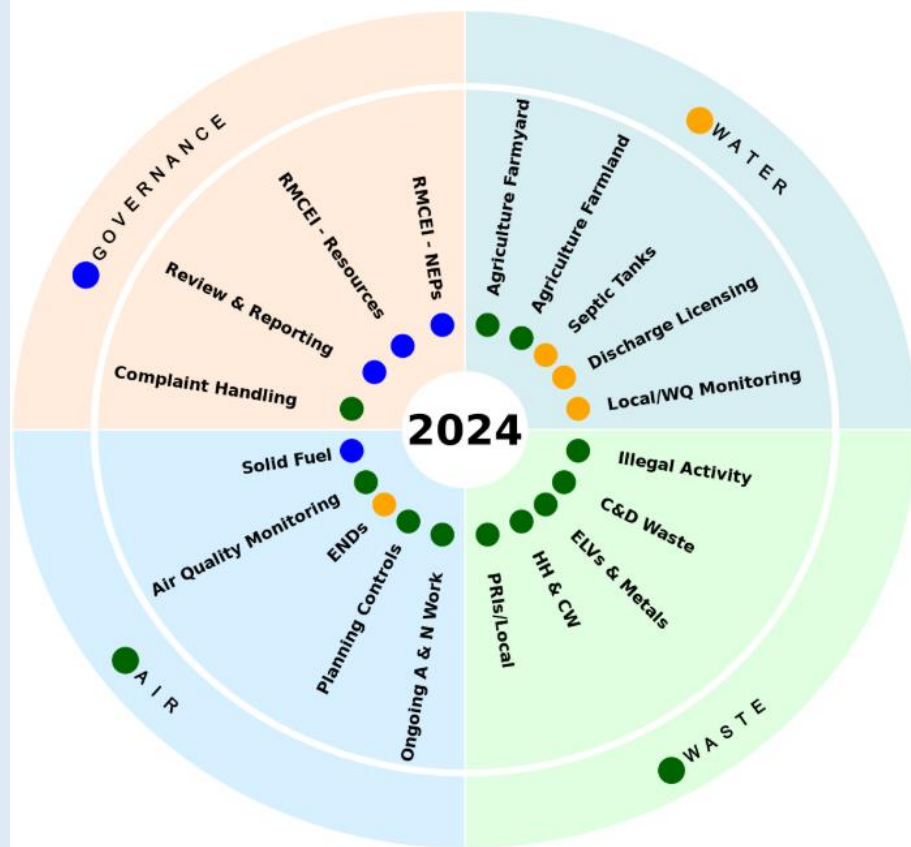 GOVERNANCE
RMCEI - NEPs
RMCEI - Resources
Review & Reporting
Complaint Handling
WATER
Agriculture Farmyard
Agriculture Farmland
Septic Tanks
Discharge Licensing
Local/WQ Monitoring
2024
Solid Fuel
Air Quality Monitoring
ENDs
Planning Controls
Ongoing A & N Work
AIR
Illegal Activity
C&D Waste
ELVs & Metals
HH & CW
PRIs/Local
WASTE